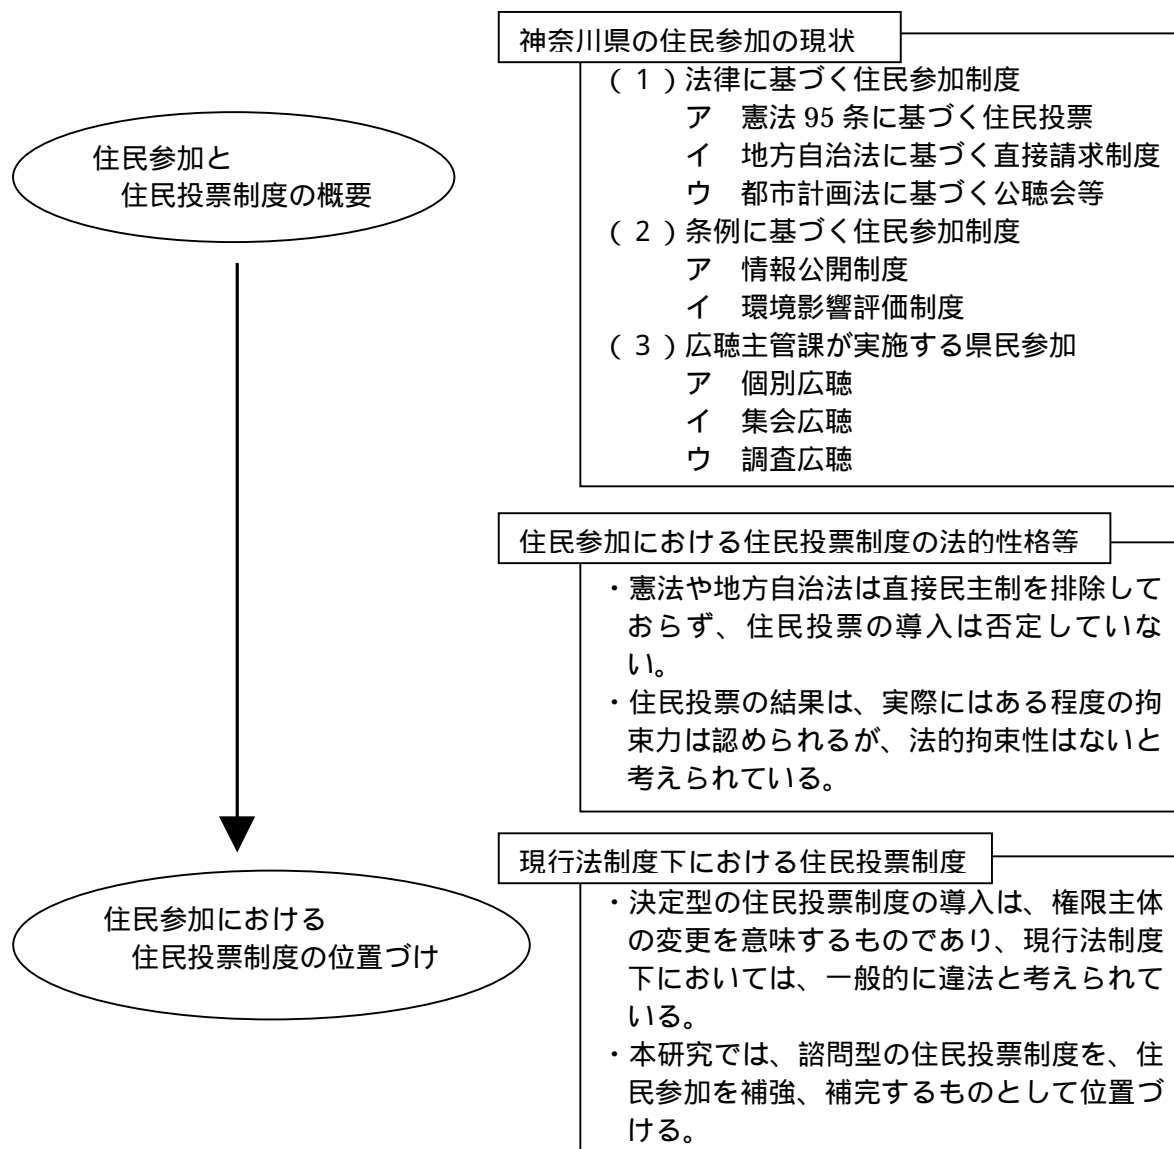 神奈川県の住民参加の現状
（１）法律に基づく住民参加制度
ア　憲法 95 条に基づく住民投票
イ　地方自治法に基づく直接請求制度
ウ　都市計画法に基づく公聴会等
（２）条例に基づく住民参加制度
ア　情報公開制度
イ　環境影響評価制度
（３）広聴主管課が実施する県民参加
ア　個別広聴
イ　集会広聴
ウ　調査広聴
住民参加と
住民投票制度の概要
住民参加における住民投票制度の法的性格等
・憲法や地方自治法は直接民主制を排除して
おらず、住民投票の導入は否定していな
い。
・住民投票の結果は、実際にはある程度の拘
束力は認められるが、法的拘束性はないと
考えられている。
現行法制度下における住民投票制度
・決定型の住民投票制度の導入は、権限主体
の変更を意味するものであり、現行法制度
下においては、一般的に違法と考えられて
いる。
・本研究では、諮問型の住民投票制度を、住
民参加を補強、補完するものとして位置づ
ける。
住民参加における
住民投票制度の位置づけ